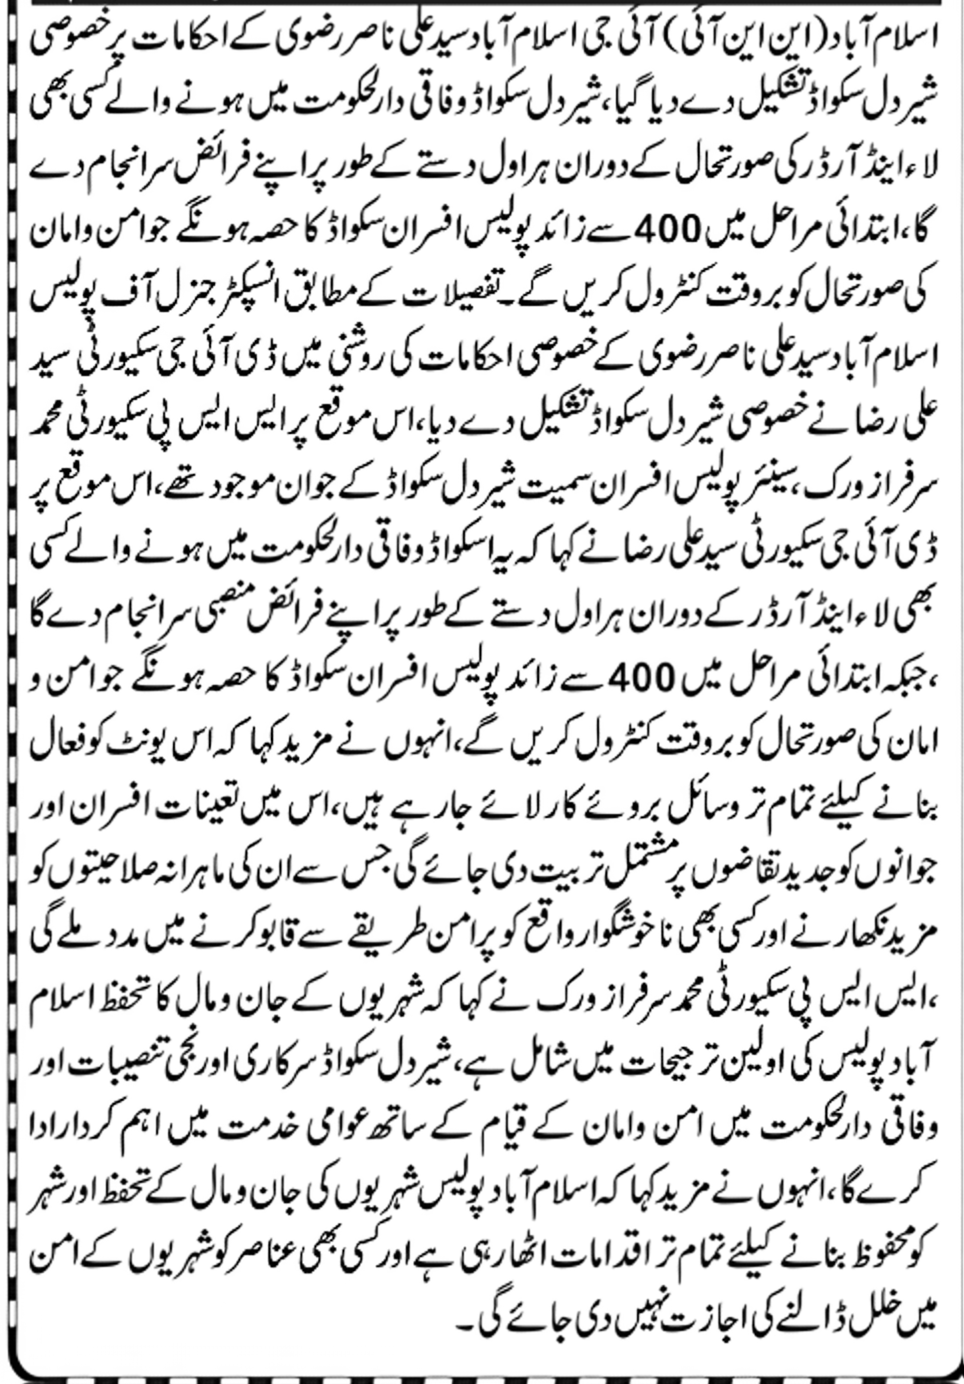 اسلام آباد (این این آئی) آئی جی اسلام آباد سید علی ناصر رضوی کے احکامات پر خصوصی
شیر دل سکواڈ تشکیل دے دیا گیا، شیر دل سکواڈ وفاقی دارلحکومت میں ہونے والے کسی بھی
لاء اینڈ آرڈر کی صورتحال کے دوران ہراول دستے کے طور پر اپنے فرائض سرانجام دے
گا، ابتدائی مراحل میں 400 سے زائد پولیس افسران سکواڈ کا حصہ ہونگے جو امن و امان
کی صورتحال کو بروقت کنٹرول کریں گے۔ تفصیلات کے مطابق انسپکٹر جنرل آف پولیس
اسلام آباد سید علی ناصر رضوی کے خصوصی احکامات کی روشنی میں ڈی آئی جی سکیورٹی سید
علی رضا نے خصوصی شیر دل سکواڈ تشکیل دے دیا، اس موقع پر ایس ایس پی سکیورٹی محمد
سرفراز ورک، سینئر پولیس افسران سمیت شیر دل سکواڈ کے جوان موجود تھے، اس موقع پر
ڈی آئی جی سکیورٹی سید علی رضا نے کہا کہ یہ اسکواڈ وفاقی دارلحکومت میں ہونے والے کسی
بھی لاء اینڈ آرڈر کے دوران ہراول دستے کے طور پر اپنے فرائض منصبی سرانجام دے گا
، جبکہ ابتدائی مراحل میں 400 سے زائد پولیس افسران سکواڈ کا حصہ ہونگے جو امن و
امان کی صورتحال کو بروقت کنٹرول کریں گے، انہوں نے مزید کہا کہ اس یونٹ کو فعال
بنانے کیلئے تمام تر وسائل بروئے کار لائے جارہے ہیں، اس میں تعینات افسران اور
جوانوں کو جدید تقاضوں پر مشتمل تربیت دی جائے گی جس سے ان کی ماہرانہ صلاحیتوں کو
مزید نکھارنے اور کسی بھی ناخوشگوار واقع کو پرامن طریقے سے قابو کرنے میں مدد ملے گی
، ایس ایس پی سکیورٹی محمد سرفراز ورک نے کہا کہ شہریوں کے جان و مال کا تحفظ اسلام
آباد پولیس کی اولین ترجیحات میں شامل ہے، شیر دل سکواڈ سرکاری اور نجی تنصیبات اور
وفاقی دارلحکومت میں امن وامان کے قیام کے ساتھ عوامی خدمت میں اہم کردار ادا
کرے گا، انہوں نے مزید کہا کہ اسلام آباد پولیس شہریوں کی جان و مال کے تحفظ اور شہر
کو محفوظ بنانے کیلئے تمام تر اقدامات اٹھا رہی ہے اور کسی بھی عناصر کو شہریوں کے امن
میں خلل ڈالنے کی اجازت نہیں دی جائے گی۔